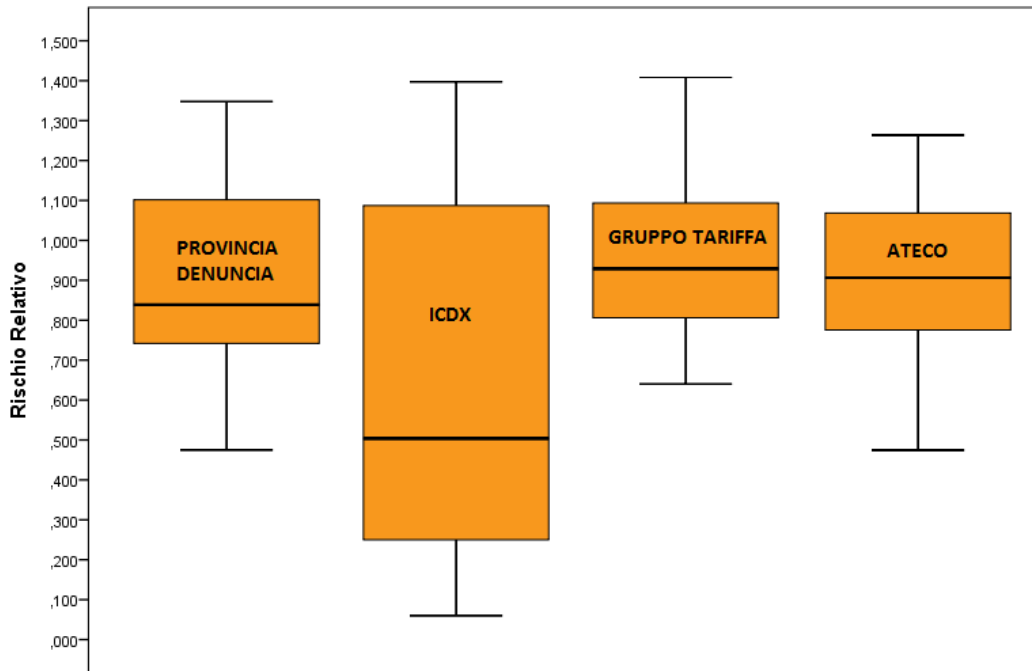 Rischio Relativo
1,500
1,400
1,300
1,200
1,100
1,000
,900
,800
,700
,600
,500
,400
,300
,200
,100
,000
PROVINCIA
DENUNCIA
ICDX
GRUPPO TARIFFA
ATECO